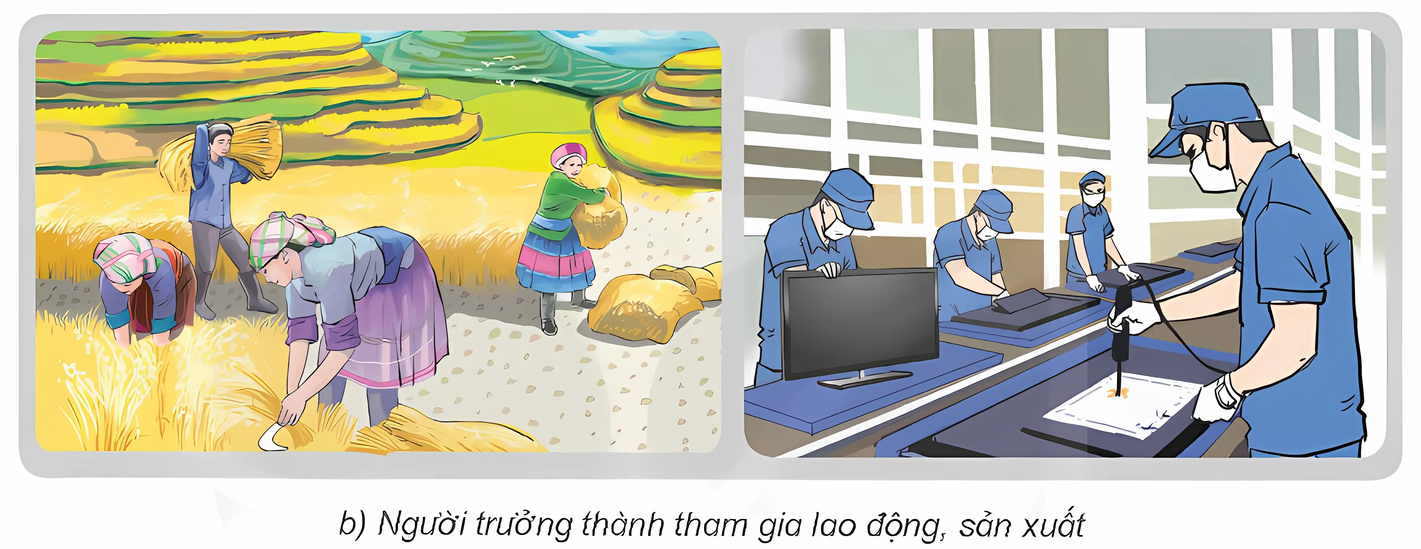 b) Người trưởng thành tham gia lao động, sản xuất